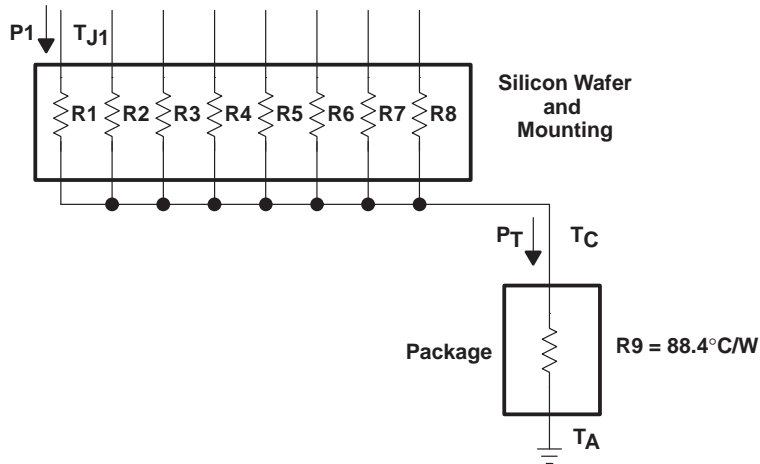 P1 TJ1
R1 R2 R3 R4 R5 R6 R7 R8
Silicon Wafer
and
Mounting
PT TC
Package
R9 = 88.4°C/W
TA